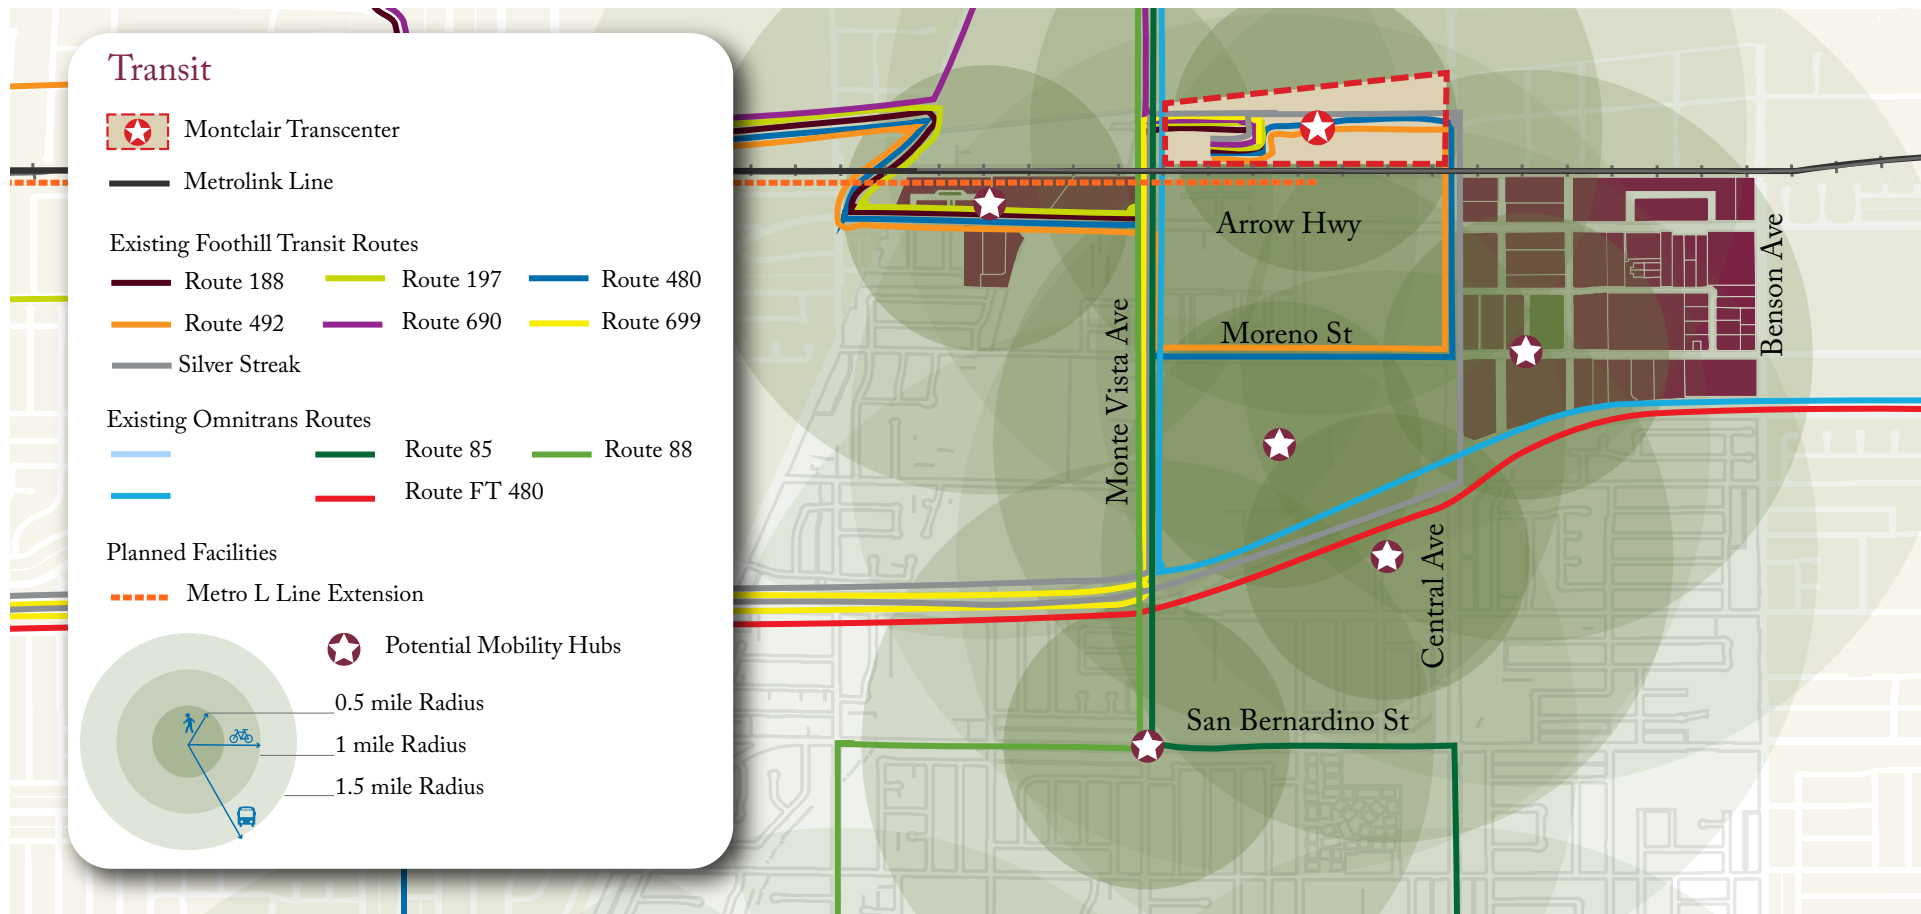 Transit
Montclair Transcenter
Metrolink Line
Existing Foothill Transit Routes
Route 188
Route 197
Route 480
Route 492
Route 690
Route 699
Silver Streak
Existing Omnitrans Routes
Route 85
Route 88
Route FT 480
Planned Facilities
Metro L Line Extension
Potential Mobility Hubs
0.5 mile Radius
1 mile Radius
1.5 mile Radius
Arrow Hwy
Moreno St
Monte Vista Ave
Benson Ave
Central Ave
San Bernardino St